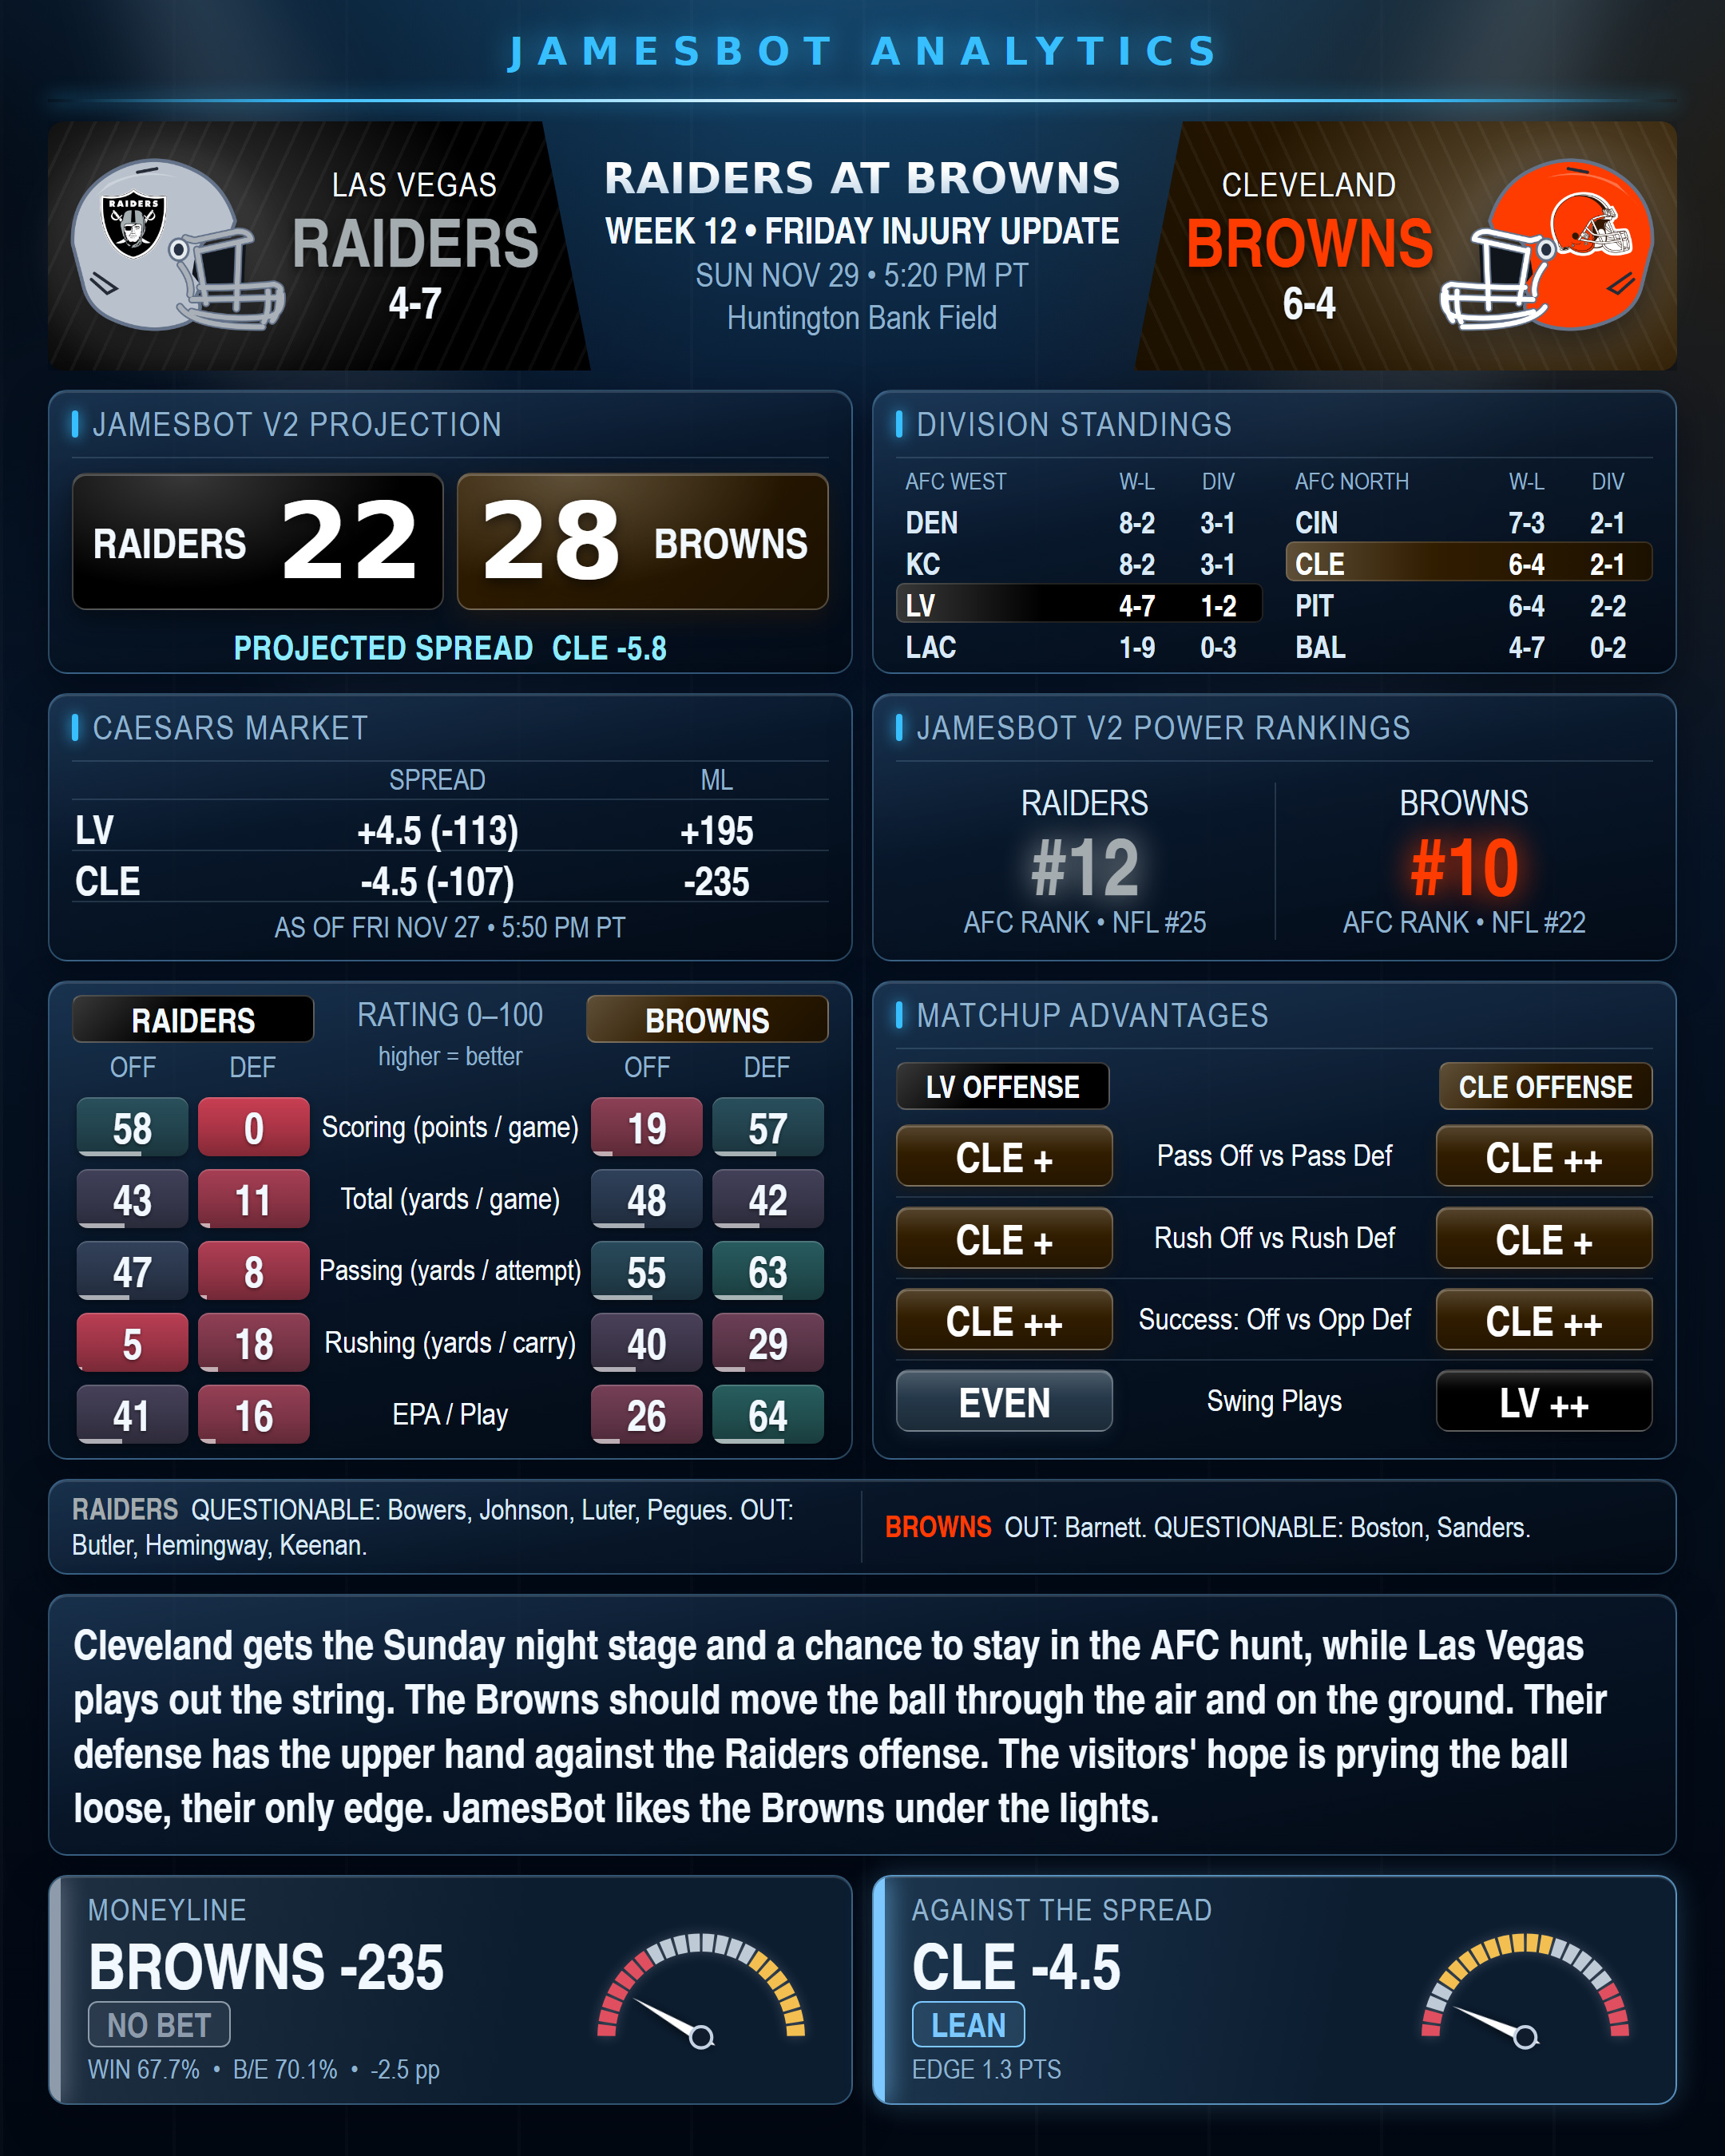 JAMESBOT ANALYTICS
RAIDERS
LAS VEGAS
RAIDERS
4-7
RAIDERS AT BROWNS
WEEK 12 • FRIDAY INJURY UPDATE
SUN NOV 29 • 5:20 PM PT
Huntington Bank Field
CLEVELAND
BROWNS
6-4
JAMESBOT V2 PROJECTION
RAIDERS 22
28 BROWNS
PROJECTED SPREAD CLE -5.8
DIVISION STANDINGS
AFC WEST W-L DIV
DEN 8-2 3-1
KC 8-2 3-1
LV 4-7 1-2
LAC 1-9 0-3
AFC NORTH W-L DIV
CIN 7-3 2-1
CLE 6-4 2-1
PIT 6-4 2-2
BAL 4-7 0-2
CAESARS MARKET
SPREAD ML
LV +4.5 (-113) +195
CLE -4.5 (-107) -235
AS OF FRI NOV 27 • 5:50 PM PT
JAMESBOT V2 POWER RANKINGS
RAIDERS
#12
AFC RANK • NFL #25
BROWNS
#10
AFC RANK • NFL #22
RAIDERS RATING 0–100 BROWNS
higher = better
OFF DEF OFF DEF
58 0 Scoring (points / game) 19 57
43 11 Total (yards / game) 48 42
47 8 Passing (yards / attempt) 55 63
5 18 Rushing (yards / carry) 40 29
41 16 EPA / Play 26 64
MATCHUP ADVANTAGES
LV OFFENSE CLE OFFENSE
CLE + Pass Off vs Pass Def CLE ++
CLE + Rush Off vs Rush Def CLE +
CLE ++ Success: Off vs Opp Def CLE ++
EVEN Swing Plays LV ++
RAIDERS QUESTIONABLE: Bowers, Johnson, Luter, Pegues. OUT:
Butler, Hemingway, Keenan.
BROWNS OUT: Barnett. QUESTIONABLE: Boston, Sanders.
Cleveland gets the Sunday night stage and a chance to stay in the AFC hunt, while Las Vegas
plays out the string. The Browns should move the ball through the air and on the ground. Their
defense has the upper hand against the Raiders offense. The visitors' hope is prying the ball
loose, their only edge. JamesBot likes the Browns under the lights.
MONEYLINE
BROWNS -235
NO BET
WIN 67.7% • B/E 70.1% • -2.5 pp
AGAINST THE SPREAD
CLE -4.5
LEAN
EDGE 1.3 PTS